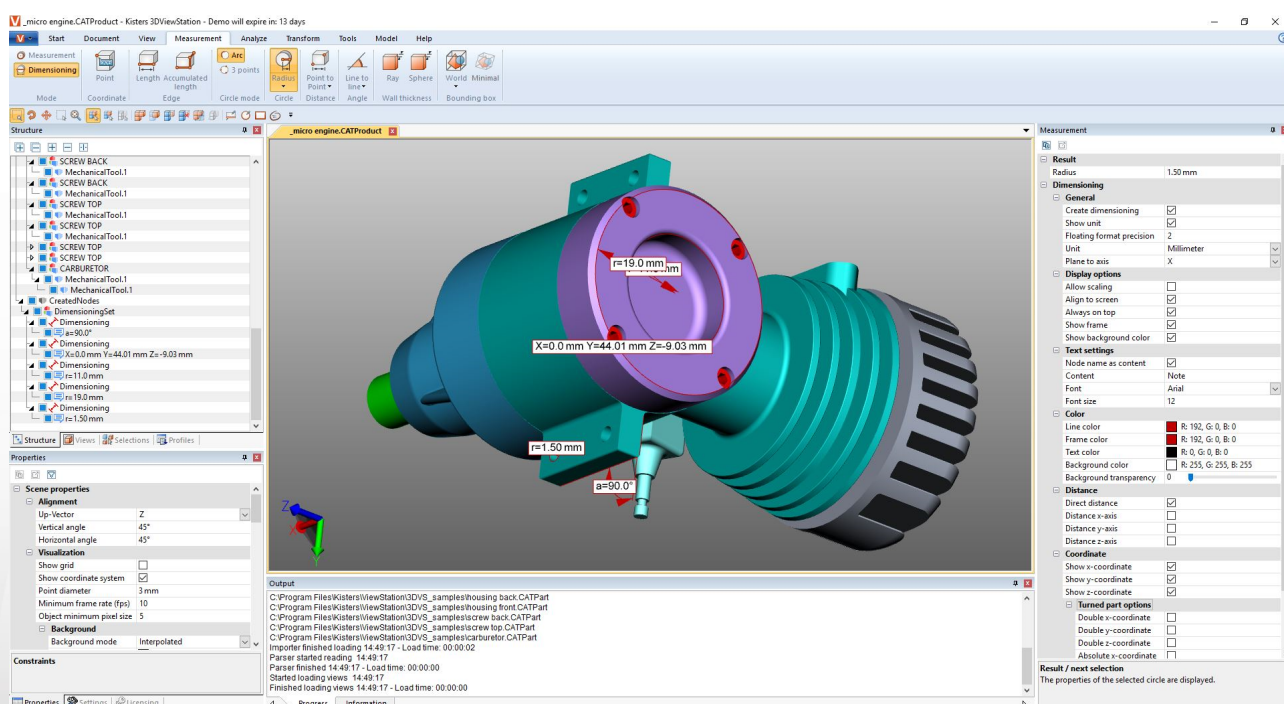 _micro engine.CATProduct - Kisters 3DViewStation - Demo will expire in: 13 days
Start Document View Measurement Analyze Transform Tools Model Help
Measurement
Dimensioning
Point
Length
Accumulated length
Arc
3 points
Radius
Point to Point
Line to line
Ray
Sphere
World
Minimal
Mode Coordinate Edge Circle mode Circle Distance Angle Wall thickness Bounding box
Structure
SCREW BACK
MechanicalTool.1
SCREW BACK
MechanicalTool.1
SCREW TOP
MechanicalTool.1
SCREW TOP
MechanicalTool.1
SCREW TOP
SCREW TOP
CARBURETOR
MechanicalTool.1
MechanicalTool.1
CreatedNodes
DimensioningSet
Dimensioning
a=90.0°
Dimensioning
X=0.0 mm Y=44.01 mm Z=-9.03 mm
Dimensioning
r=11.0mm
Dimensioning
r=19.0mm
Dimensioning
r=1.50mm
Structure Views Selections Profiles
Properties
Scene properties
Alignment
Up-Vector Z
Vertical angle 45°
Horizontal angle 45°
Visualization
Show grid
Show coordinate system
Point diameter 3 mm
Minimum frame rate (fps) 10
Object minimum pixel size 5
Background
Background mode Interpolated
Constraints
Properties Settings Licensing
_micro engine.CATProduct
r=19.0 mm
mm
X=0.0 mm Y=44.01 mm Z=-9.03 mm
r=1.50 mm
a=90.0°
Z
X
Y
Output
C:\Program Files\Kisters\ViewStation\3DVS_samples\housing back.CATPart
C:\Program Files\Kisters\ViewStation\3DVS_samples\housing front.CATPart
C:\Program Files\Kisters\ViewStation\3DVS_samples\screw back.CATPart
C:\Program Files\Kisters\ViewStation\3DVS_samples\screw top.CATPart
C:\Program Files\Kisters\ViewStation\3DVS_samples\carburetor.CATPart
Importer finished loading 14:49:17 - Load time: 00:00:02
Parser started reading 14:49:17
Parser finished 14:49:17 - Load time: 00:00:00
Started loading views 14:49:17
Finished loading views 14:49:17 - Load time: 00:00:00
Progress Information
Measurement
Result
Radius 1.50 mm
Dimensioning
General
Create dimensioning
Show unit
Floating format precision 2
Unit Millimeter
Plane to axis X
Display options
Allow scaling
Align to screen
Always on top
Show frame
Show background color
Text settings
Node name as content
Content Note
Font Arial
Font size 12
Color
Line color R: 192, G: 0, B: 0
Frame color R: 192, G: 0, B: 0
Text color R: 0, G: 0, B: 0
Background color R: 255, G: 255, B: 255
Background transparency 0
Distance
Direct distance
Distance x-axis
Distance y-axis
Distance z-axis
Coordinate
Show x-coordinate
Show y-coordinate
Show z-coordinate
Turned part options
Double x-coordinate
Double y-coordinate
Double z-coordinate
Absolute x-coordinate
Result / next selection
The properties of the selected circle are displayed.